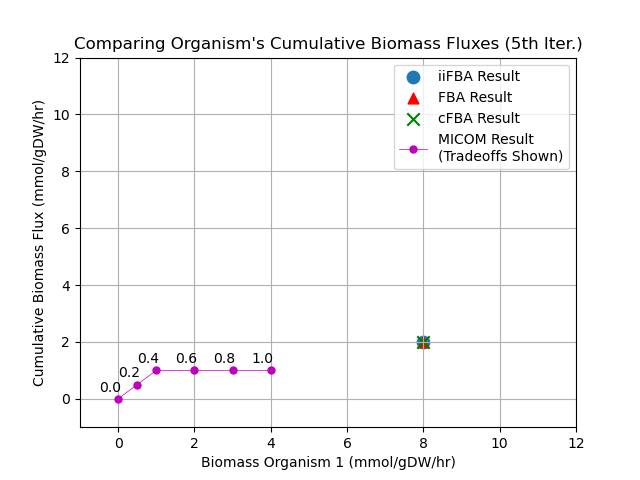 Comparing Organism's Cumulative Biomass Fluxes (5th Iter.)
iiFBA Result
FBA Result
cFBA Result
MICOM Result
(Tradeoffs Shown)
12
10
8
6
4
2
0
Cumulative Biomass Flux (mmol/gDW/hr)
0.0
0.2
0.4
0.6
0.8
1.0
0
2
4
6
8
10
12
Biomass Organism 1 (mmol/gDW/hr)